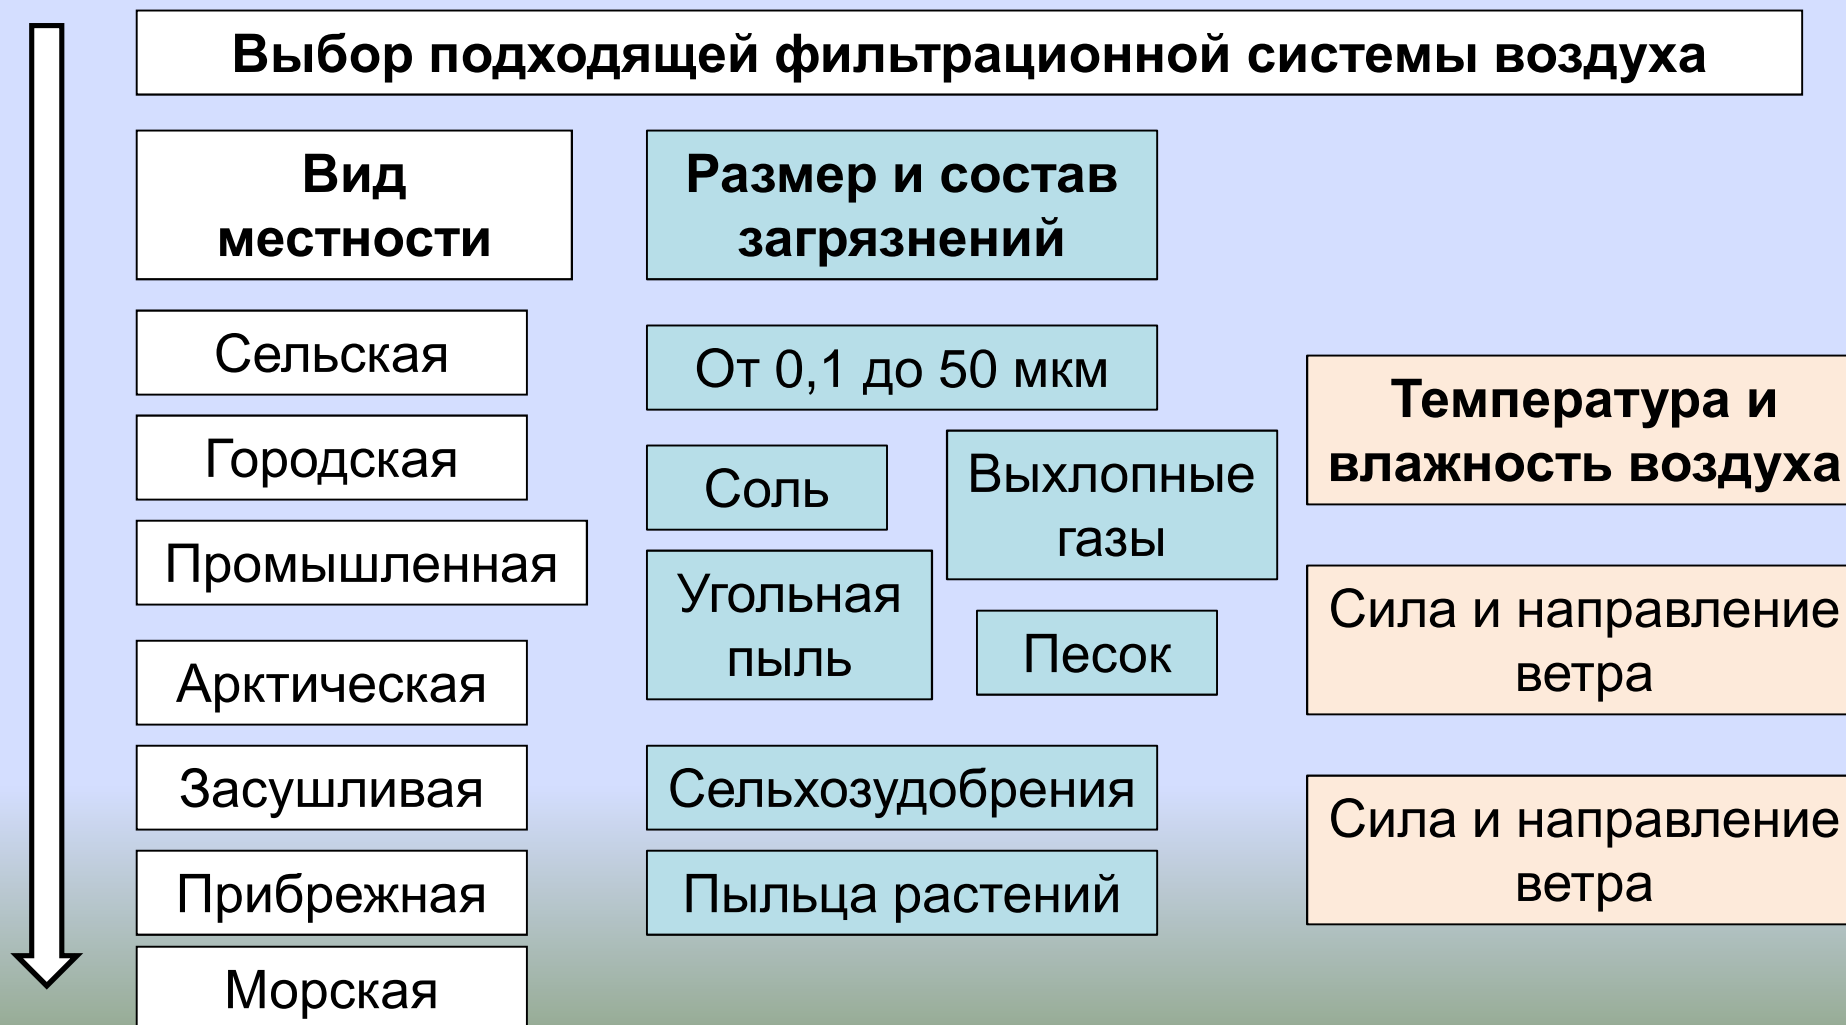 Выбор подходящей фильтрационной системы воздуха
Вид
местности
Сельская
Городская
Промышленная
Арктическая
Засушливая
Прибрежная
Морская
Размер и состав
загрязнений
От 0,1 до 50 мкм
Соль
Выхлопные
газы
Угольная
пыль
Песок
Сельхозудобрения
Пыльца растений
Температура и
влажность воздуха
Сила и направление
ветра
Сила и направление
ветра